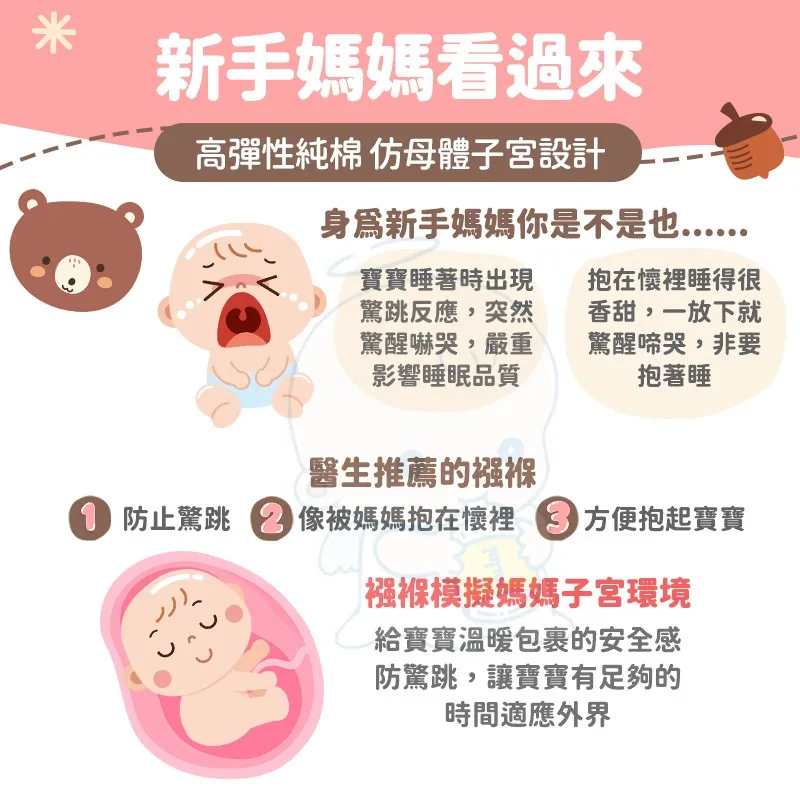 新手媽媽看過來
高彈性純棉 仿母體子宮設計
身爲新手媽媽你是不是也......
寶寶睡著時出現
驚跳反應，突然
驚醒嚇哭，嚴重
影響睡眠品質
抱在懷裡睡得很
香甜，一放下就
驚醒啼哭，非要
抱著睡
醫生推薦的襁褓
1 防止驚跳 2 像被媽媽抱在懷裡 3 方便抱起寶寶
襁褓模擬媽媽子宮環境
給寶寶溫暖包裹的安全感
防驚跳，讓寶寶有足夠的
時間適應外界